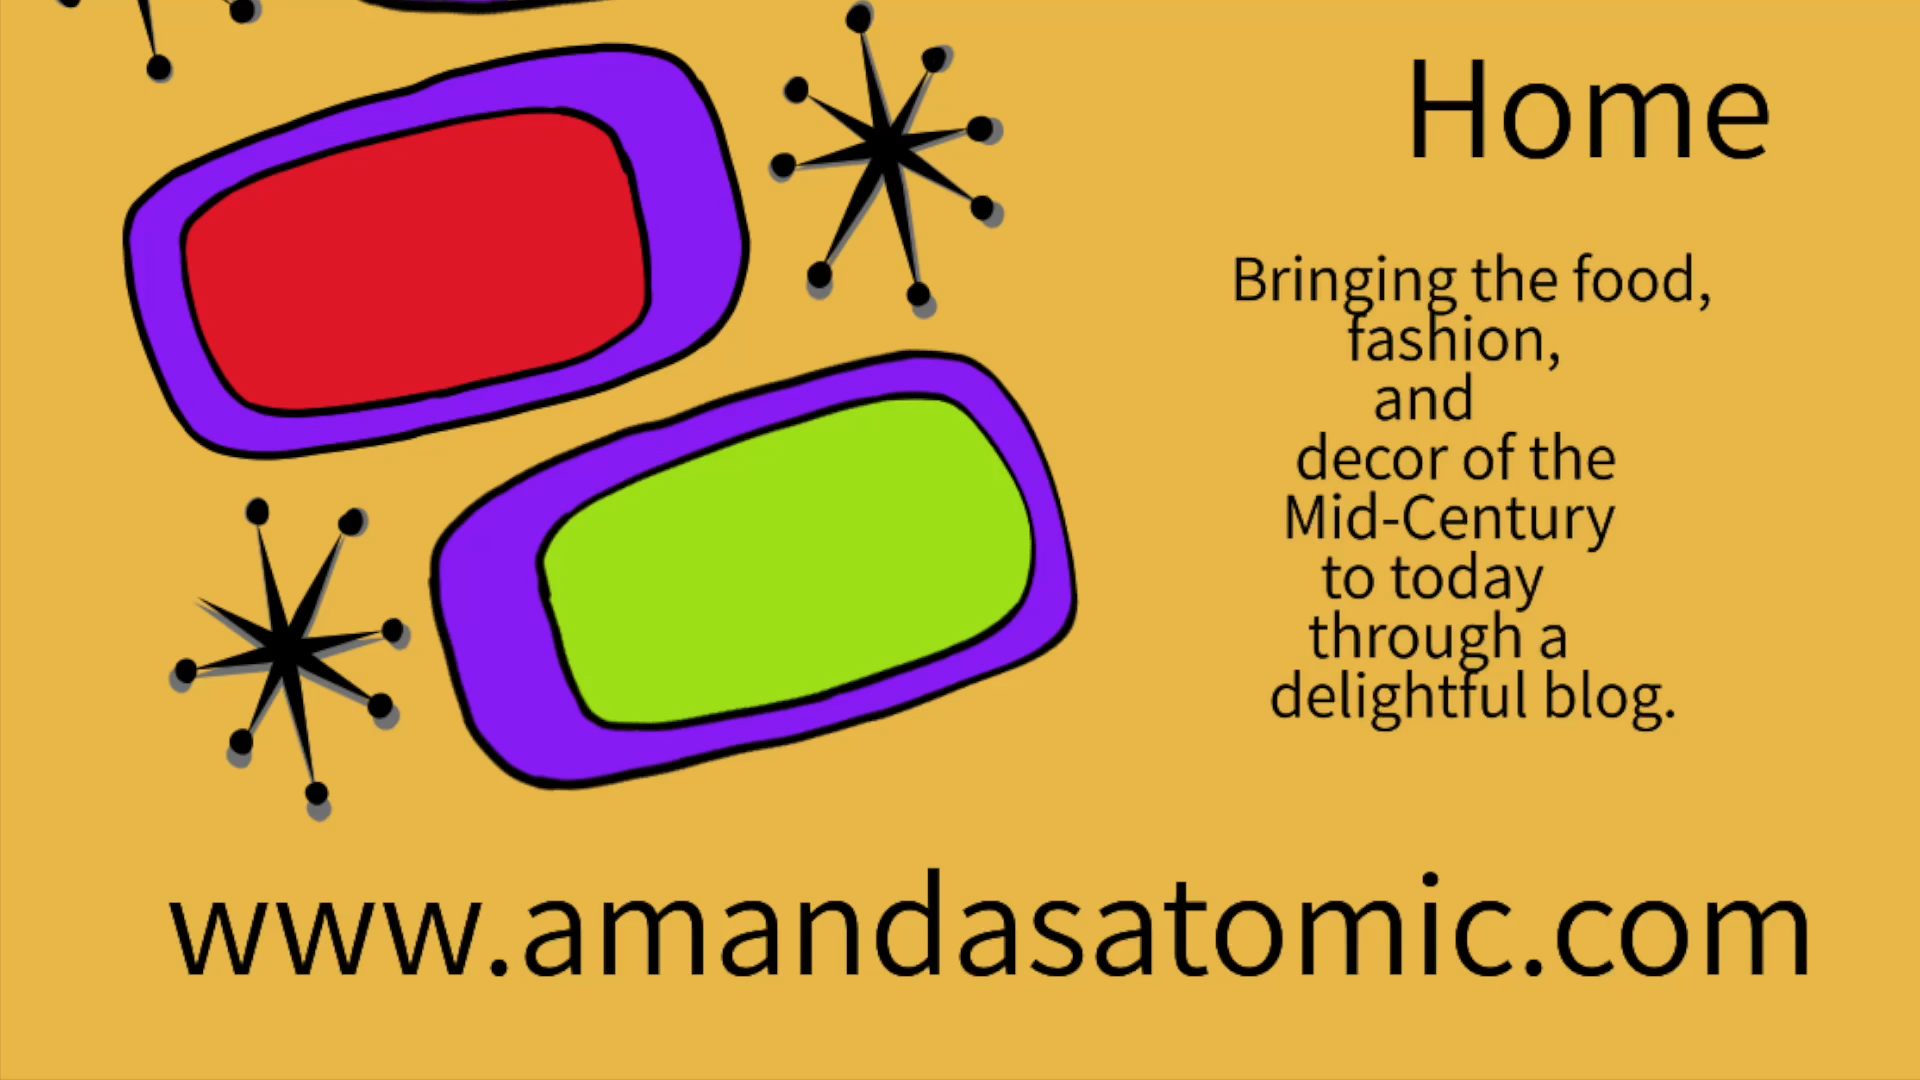 Home
Bringing the food,
fashion,
and
decor of the
Mid-Century
to today
through a
delightful blog.
www.amandasatomic.com